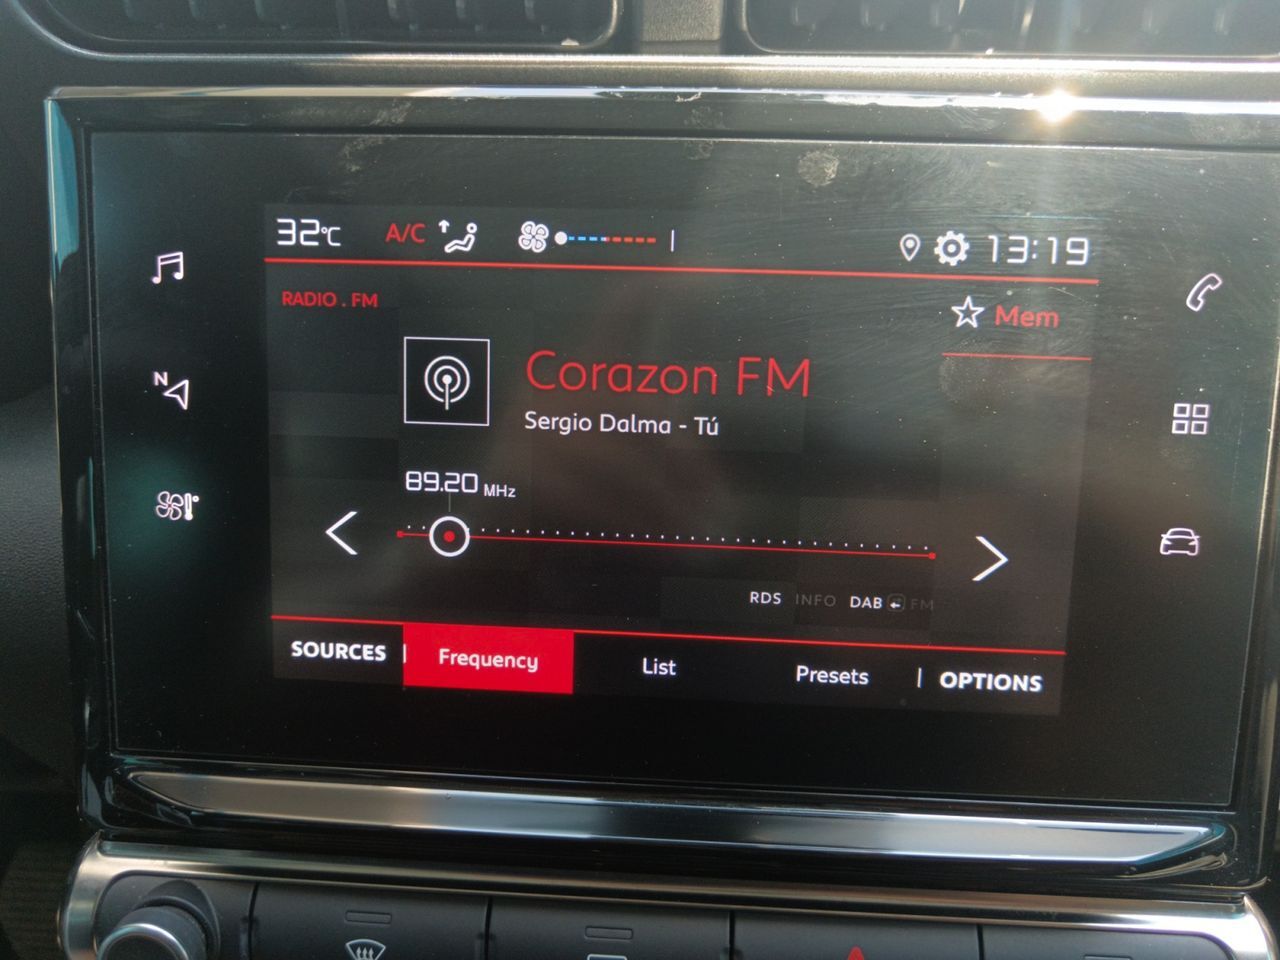 32°C A/C 13:19
RADIO . FM
Mem
Corazon FM
Sergio Dalma - Tú
N
89.20 MHz
RDS INFO DAB FM
SOURCES | Frequency List Presets | OPTIONS